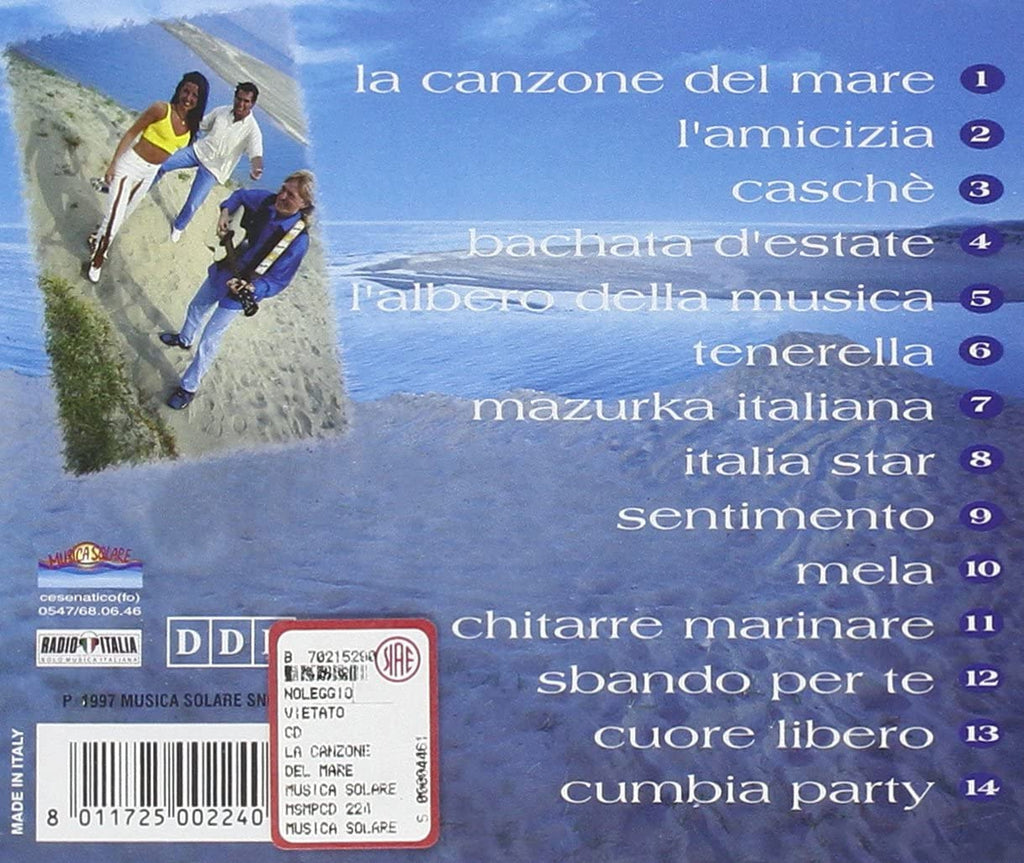 la canzone del mare 1
l'amicizia 2
caschè 3
bachata d'estate 4
l'albero della musica 5
tenerella 6
mazurka italiana 7
italia star 8
sentimento 9
mela 10
chitarre marinare 11
sbando per te 12
cuore libero 13
cumbia party 14
MUSICA SOLARE
cesenatico(fo)
0547/68.06.46
RADIO ITALIA
SOLO MUSICA ITALIANA
DD
P 1997 MUSICA SOLARE SN
MADE IN ITALY
8 011725 002240
B 70215200
SIAE
NOLEGGIO
VIETATO
CD
LA CANZONE
DEL MARE
MUSICA SOLARE
MSMPCD 224
MUSICA SOLARE
S 00004461